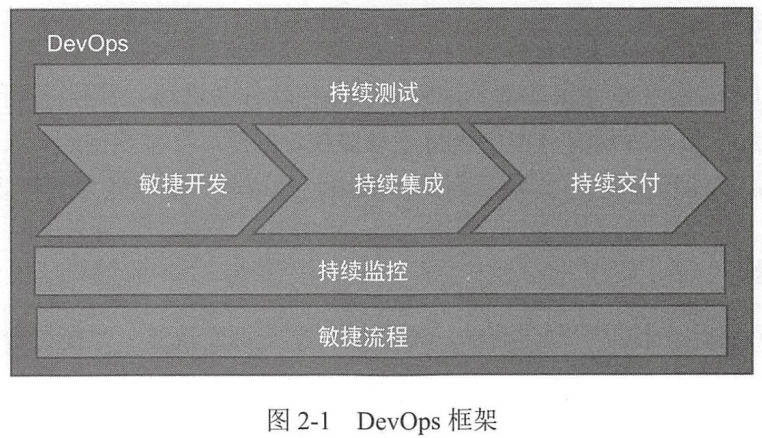 DevOps
持续测试
敏捷开发 持续集成 持续交付
持续监控
敏捷流程
图 2-1 DevOps 框架